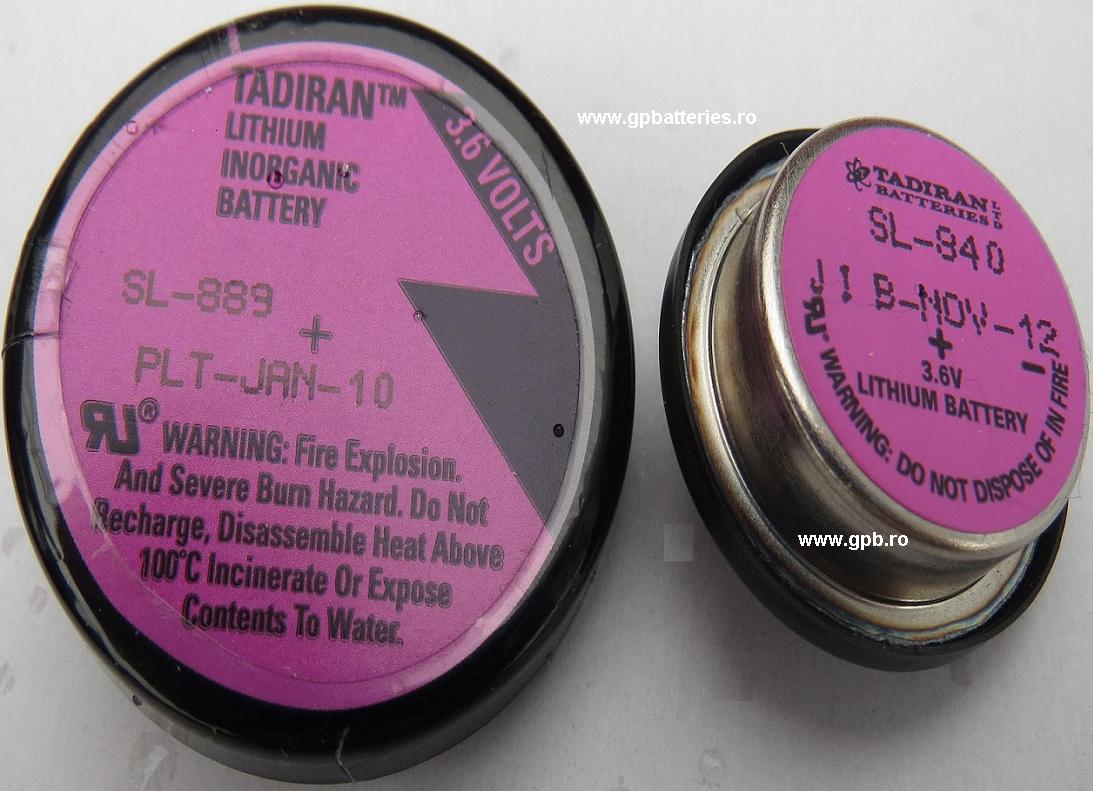 TADIRAN™
LITHIUM
INORGANIC
BATTERY
3.6 VOLTS
SL-889
+
PLT-JAN-10
UR® WARNING: Fire Explosion.
And Severe Burn Hazard. Do Not
Recharge, Disassemble Heat Above
100°C Incinerate Or Expose
Contents To Water.
www.gpbatteries.ro
TADIRAN LTD
BATTERIES
SL-840
B-NOV-12
+
3.6V
LITHIUM BATTERY
UR WARNING: DO NOT DISPOSE OF IN FIRE
www.gpb.ro